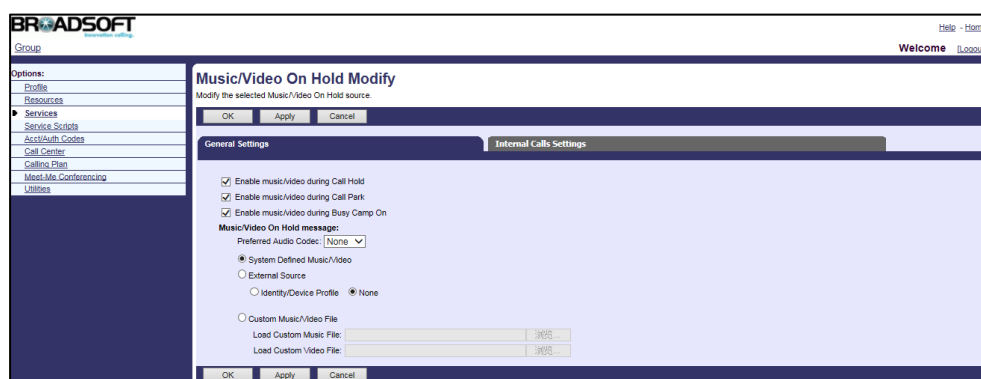 BROADSOFT
innovation calling.
Help - Hom
Group
Welcome [Logou
Options:
Profile
Resources
Services
Service Scripts
Acct/Auth Codes
Call Center
Calling Plan
Meet-Me Conferencing
Utilities
Music/Video On Hold Modify
Modify the selected Music/Video On Hold source.
OK Apply Cancel
General Settings Internal Calls Settings
Enable music/video during Call Hold
Enable music/video during Call Park
Enable music/video during Busy Camp On
Music/Video On Hold message:
Preferred Audio Codec: None
System Defined Music/Video
External Source
Identity/Device Profile None
Custom Music/Video File
Load Custom Music File: 浏览...
Load Custom Video File: 浏览...
OK Apply Cancel